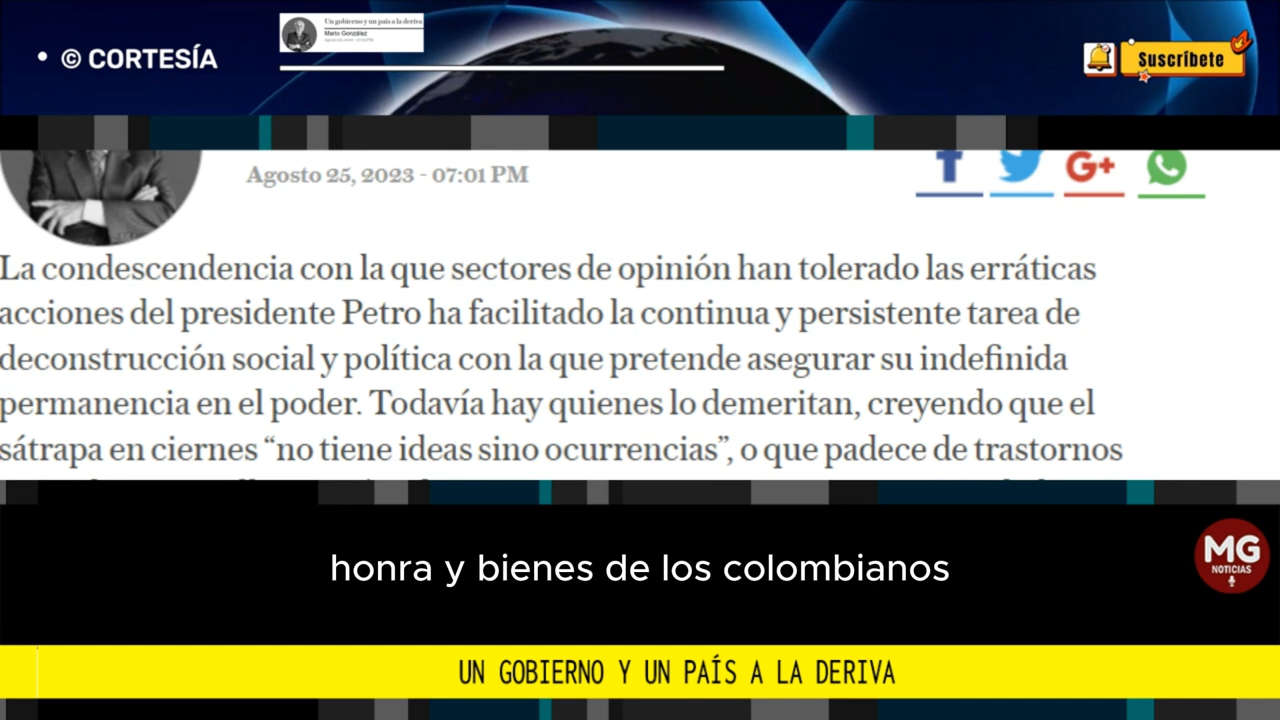 • © CORTESÍA
Un gobierno y un país a la deriva
Mario González
Suscríbete
Agosto 25, 2023 - 07:01 PM
La condescendencia con la que sectores de opinión han tolerado las erráticas
acciones del presidente Petro ha facilitado la continua y persistente tarea de
deconstrucción social y política con la que pretende asegurar su indefinida
permanencia en el poder. Todavía hay quienes lo demeritan, creyendo que el
sátrapa en ciernes “no tiene ideas sino ocurrencias”, o que padece de trastornos
honra y bienes de los colombianos
MG
NOTICIAS
UN GOBIERNO Y UN PAÍS A LA DERIVA